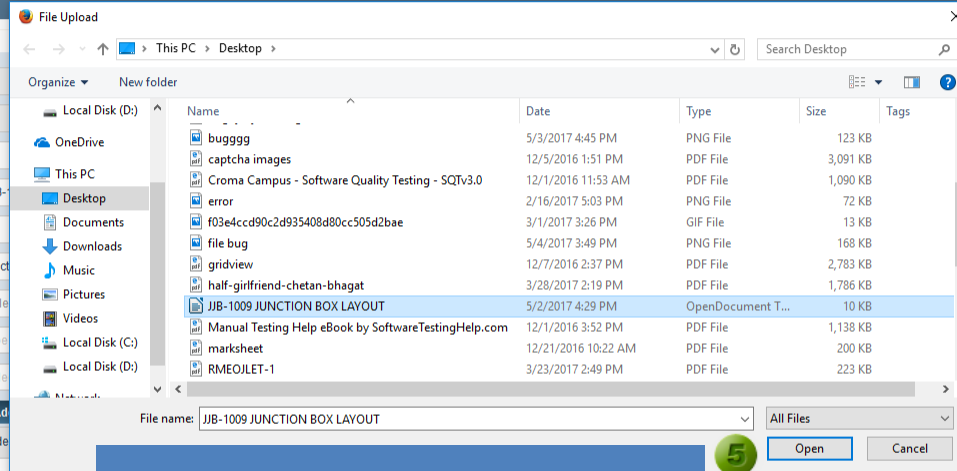 File Upload
This PC > Desktop >
Search Desktop
Organize
New folder
Name Date Type Size Tags
Local Disk (D:)
OneDrive
This PC
Desktop
Documents
Downloads
Music
Pictures
Videos
Local Disk (C:)
Local Disk (D:)
Network
bugggg 5/3/2017 4:45 PM PNG File 123 KB
captcha images 12/5/2016 1:51 PM PDF File 3,091 KB
Croma Campus - Software Quality Testing - SQTv3.0 12/1/2016 11:53 AM PDF File 1,090 KB
error 2/16/2017 5:03 PM PNG File 72 KB
f03e4ccd90c2d935408d80cc505d2bae 3/1/2017 3:26 PM GIF File 13 KB
file bug 5/4/2017 3:49 PM PNG File 168 KB
gridview 12/7/2016 2:37 PM PDF File 2,783 KB
half-girlfriend-chetan-bhagat 3/28/2017 2:19 PM PDF File 1,786 KB
JJB-1009 JUNCTION BOX LAYOUT 5/2/2017 4:29 PM OpenDocument T... 10 KB
Manual Testing Help eBook by SoftwareTestingHelp.com 12/1/2016 3:52 PM PDF File 1,138 KB
marksheet 12/21/2016 10:22 AM PDF File 200 KB
RMEOJLET-1 3/23/2017 2:49 PM PDF File 223 KB
File name: JJB-1009 JUNCTION BOX LAYOUT All Files
5 Open Cancel